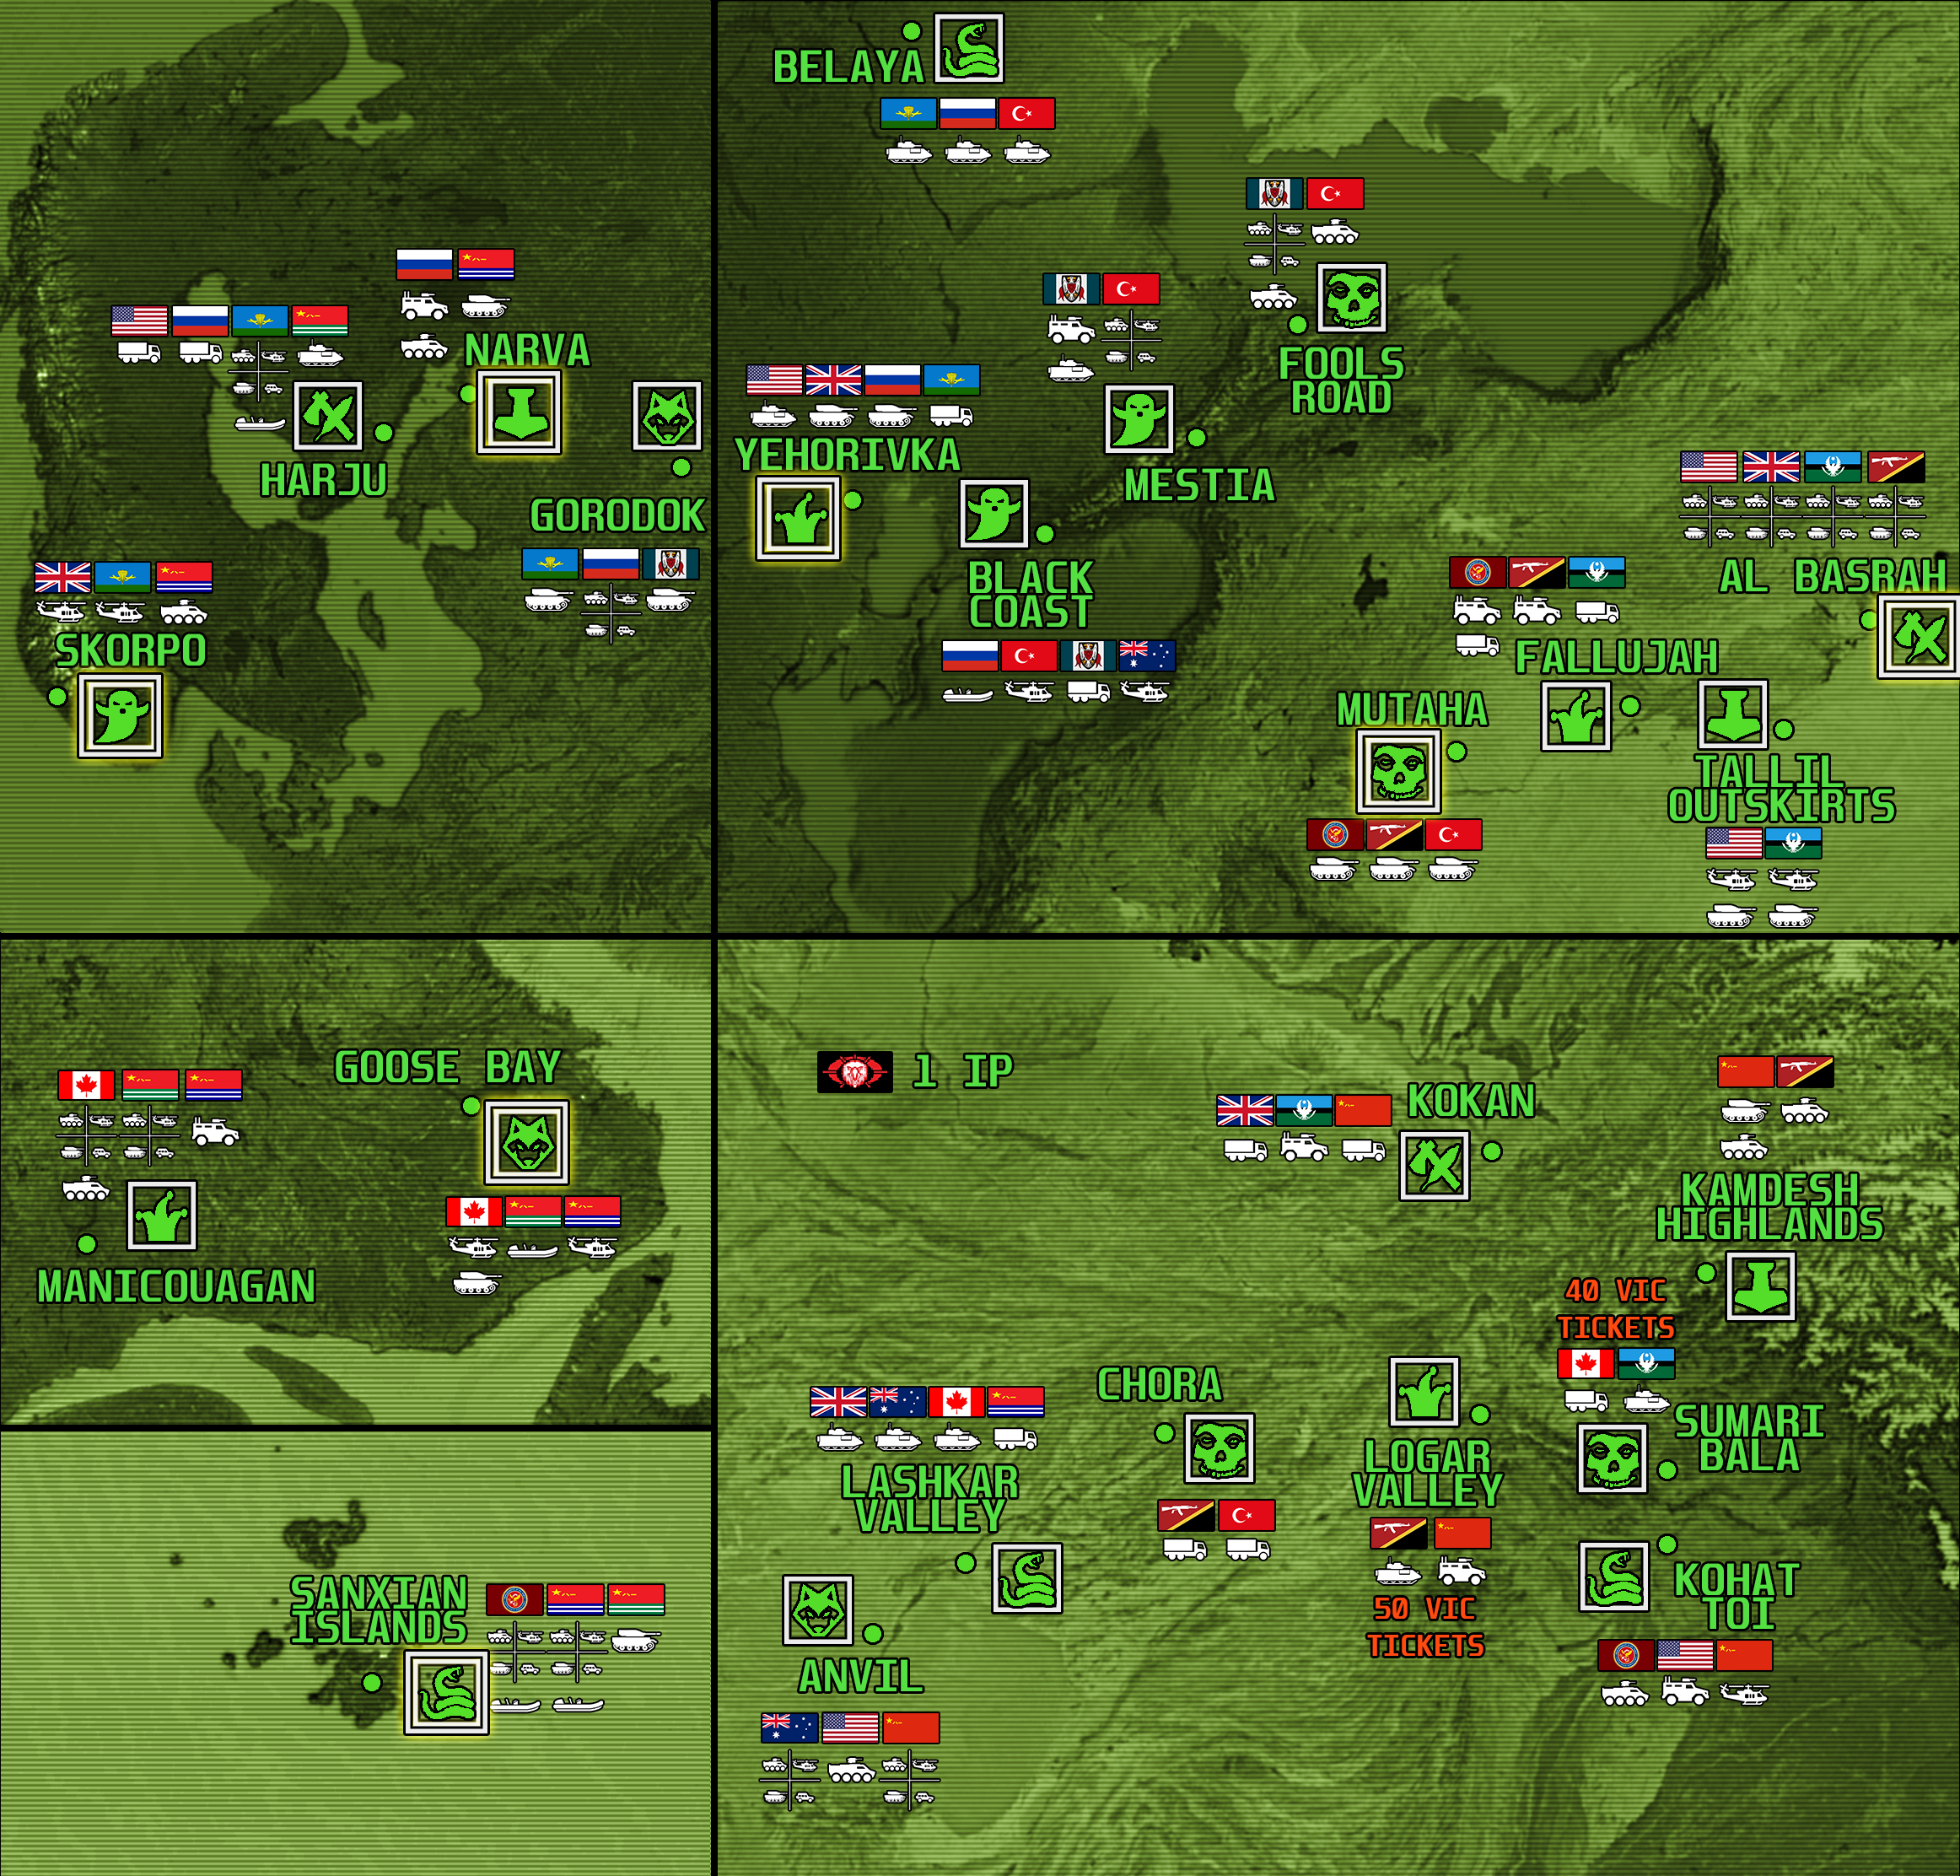 BELAYA
NARVA
HARJU
GORODOK
SKORPO
FOOLS
ROAD
YEHORIVKA
MESTIA
BLACK
COAST
AL BASRAH
FALLUJAH
MUTAHA
TALLIL
OUTSKIRTS
GOOSE BAY
MANICOUAGAN
SANXIAN
ISLANDS
1 IP
KOKAN
KAMDESH
HIGHLANDS
40 VIC
TICKETS
CHORA
SUMARI
BALA
LOGAR
VALLEY
LASHKAR
VALLEY
50 VIC
TICKETS
KOHAT
TOI
ANVIL